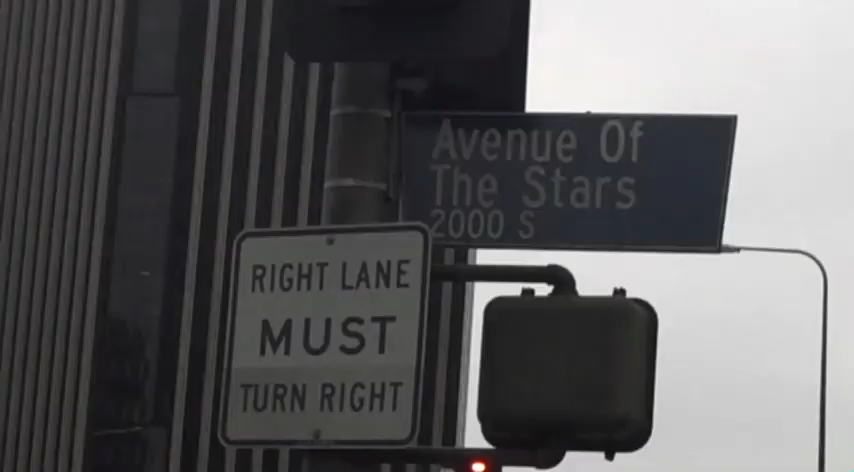 Avenue Of
The Stars
2000 S
RIGHT LANE
MUST
TURN RIGHT